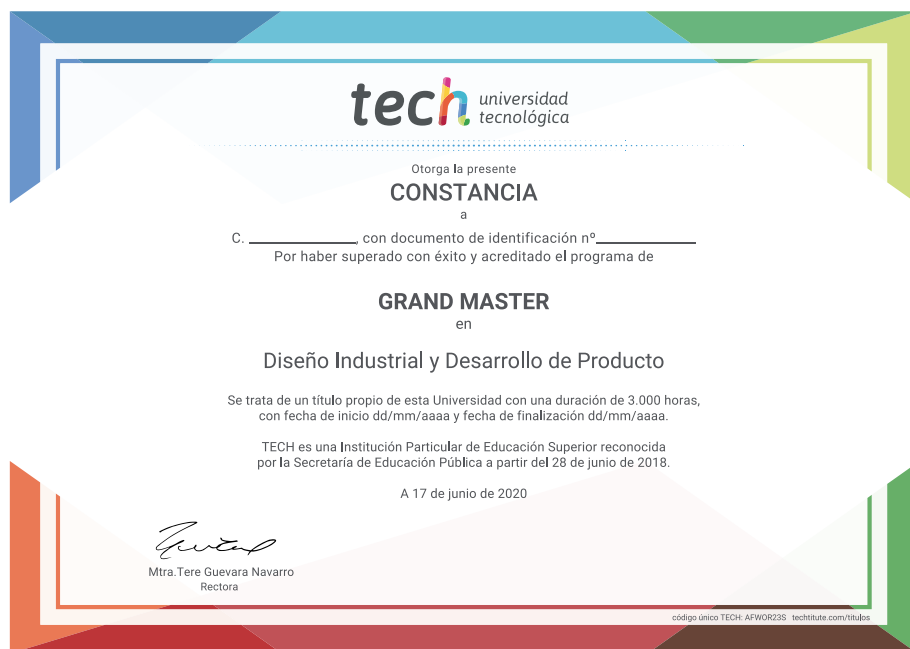 tech universidad
tecnológica
Otorga la presente
CONSTANCIA
a
C. ____________, con documento de identificación nº____________
Por haber superado con éxito y acreditado el programa de
GRAND MASTER
en
Diseño Industrial y Desarrollo de Producto
Se trata de un título propio de esta Universidad con una duración de 3.000 horas,
con fecha de inicio dd/mm/aaaa y fecha de finalización dd/mm/aaaa.
TECH es una Institución Particular de Educación Superior reconocida
por la Secretaría de Educación Pública a partir del 28 de junio de 2018.
A 17 de junio de 2020
Mtra.Tere Guevara Navarro
Rectora
código único TECH: AFWOR23S techtitute.com/titulos